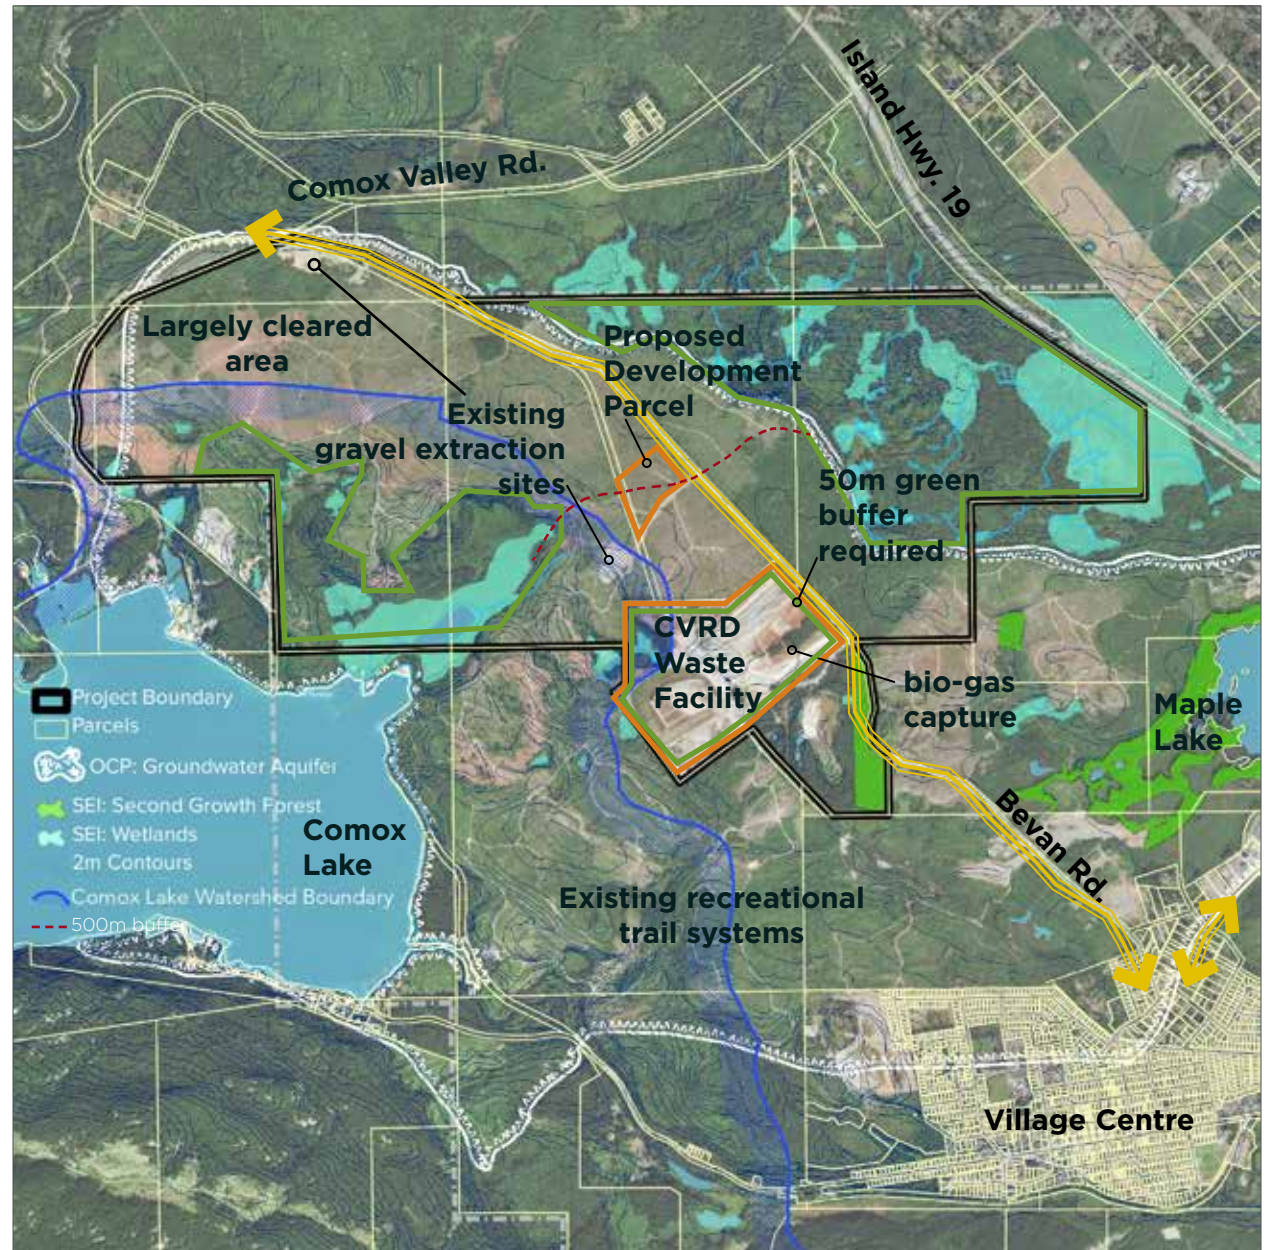 Island Hwy. 19
Comox Valley Rd.
Largely cleared
area
Proposed
Development
Parcel
Existing
gravel extraction
sites
50m green
buffer
required
CVRD
Waste
Facility
bio-gas
capture
Maple
Lake
Project Boundary
Parcels
OCP: Groundwater Aquifer
SEI: Second Growth Forest
SEI: Wetlands
2m Contours
Comox Lake Watershed Boundary
500m buffer
Comox
Lake
Bevan Rd.
Existing recreational
trail systems
Village Centre